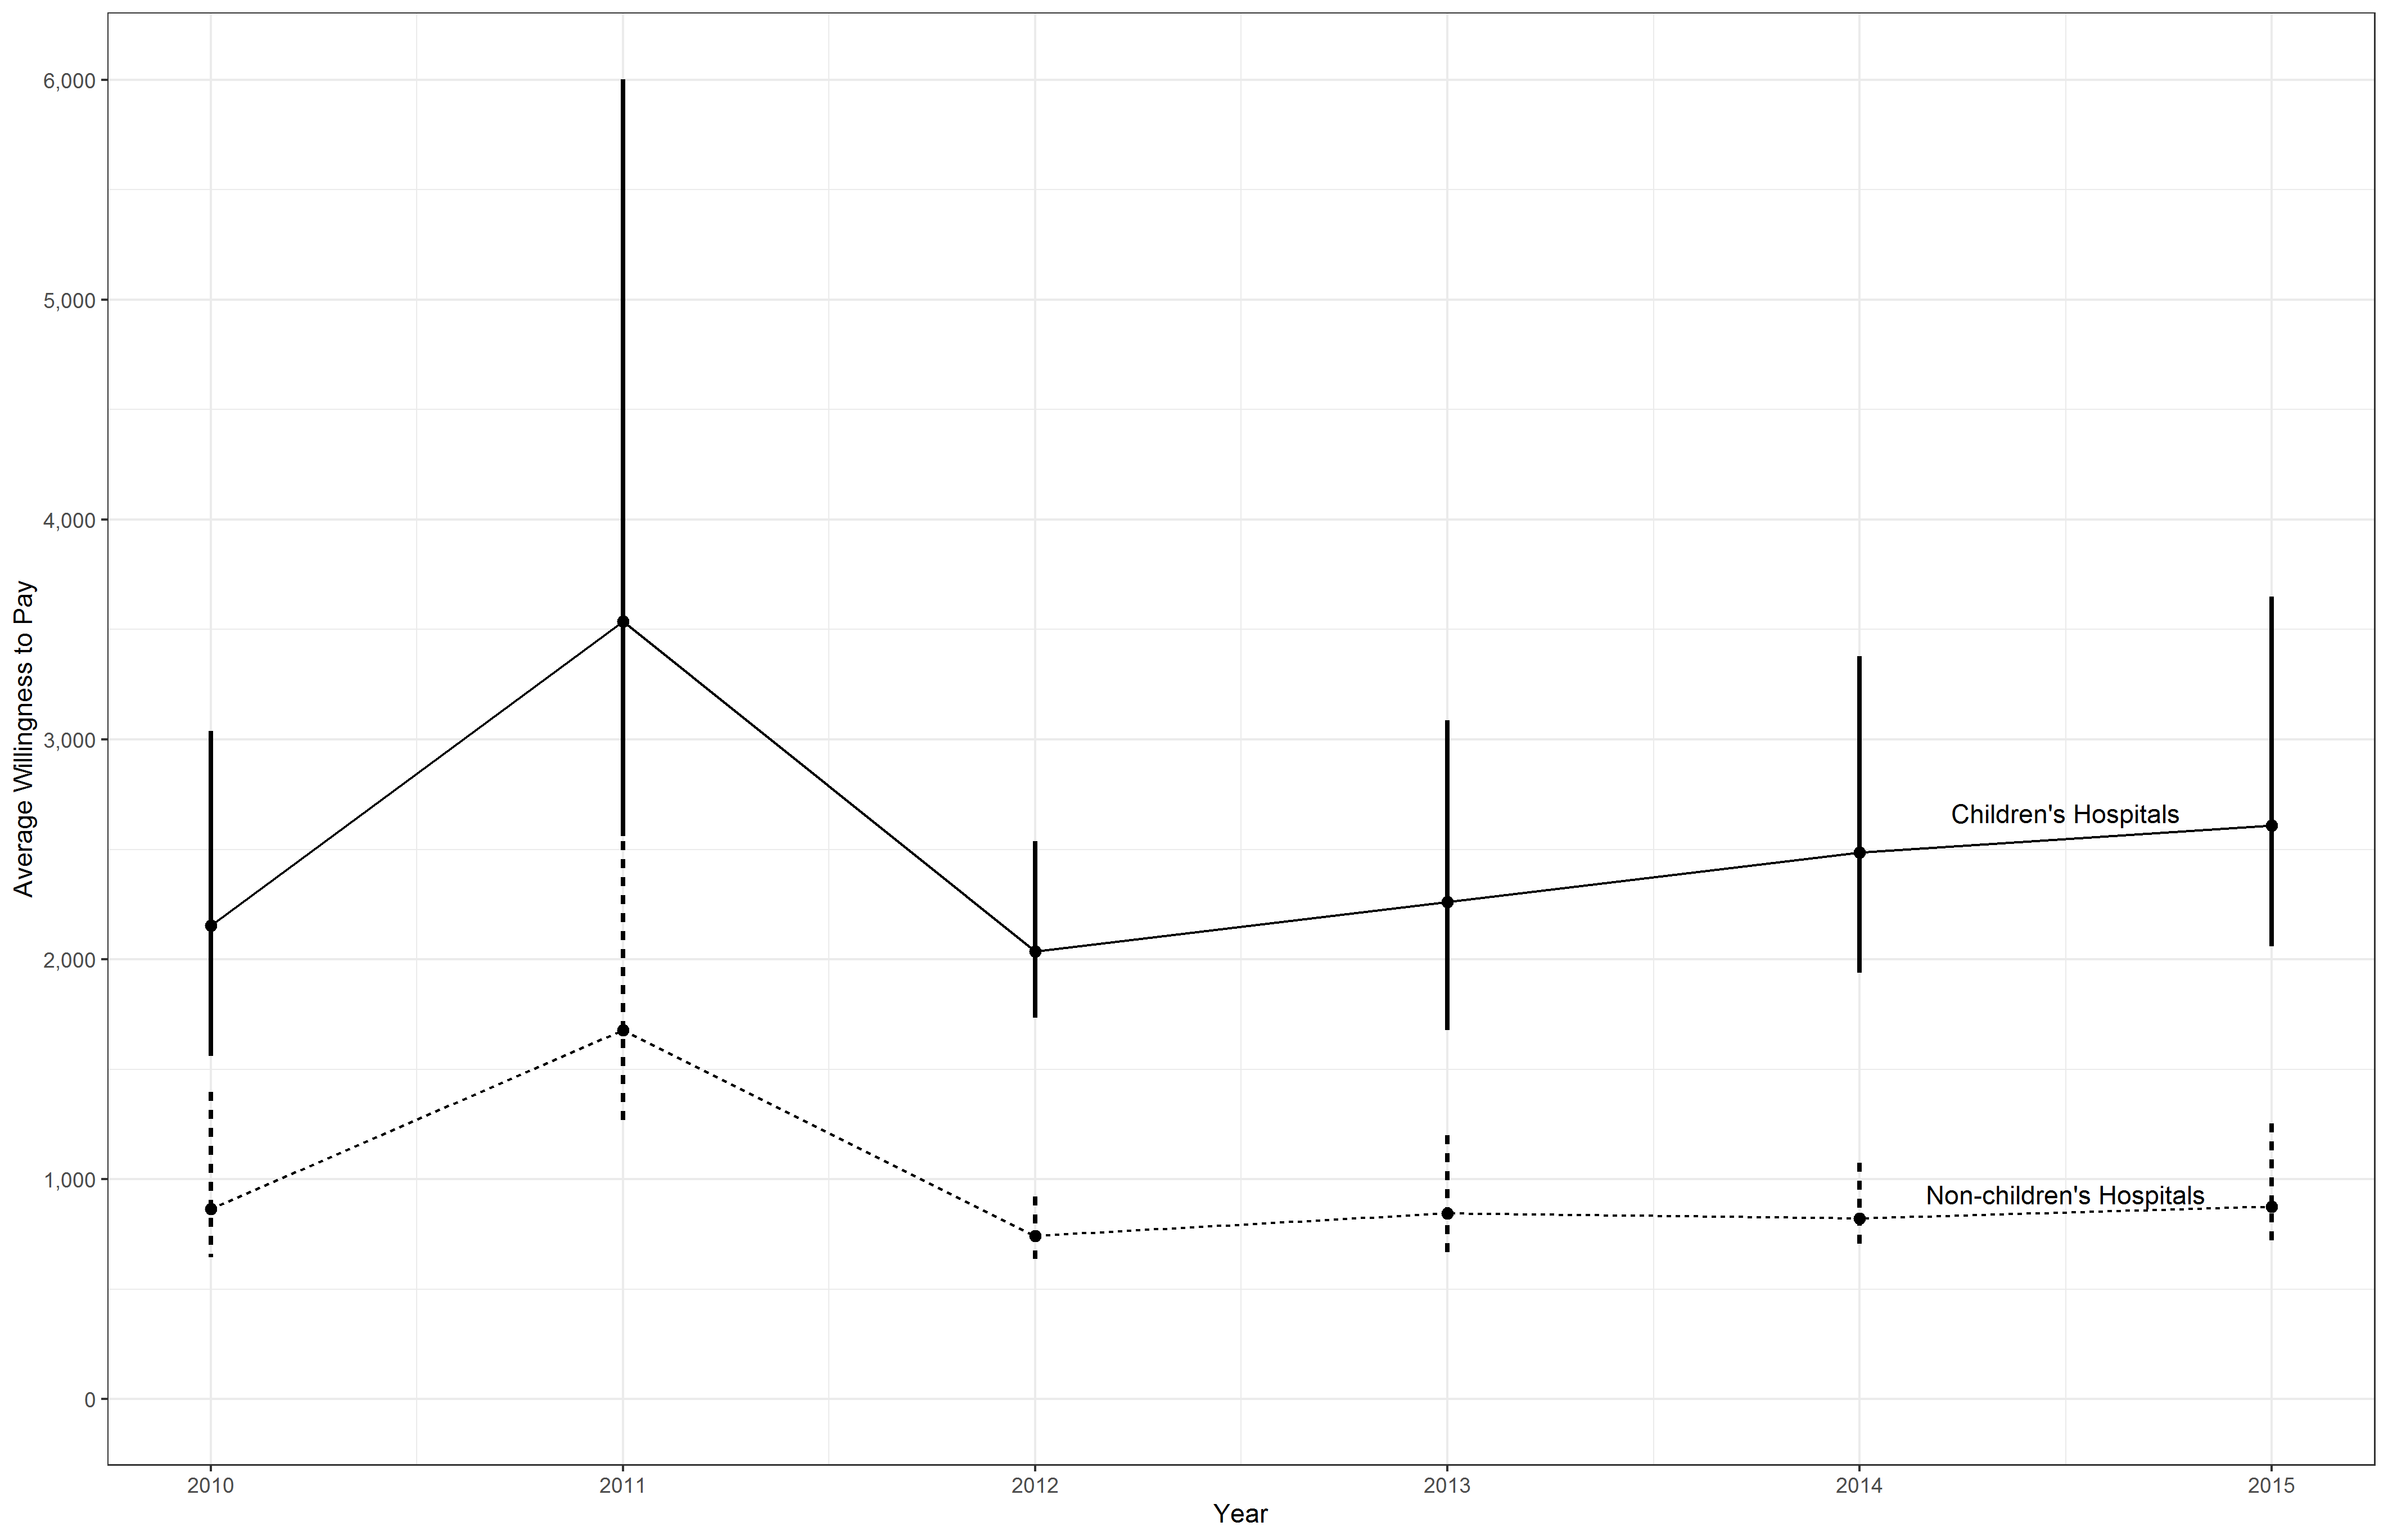 6,000
5,000
4,000
3,000
2,000
1,000
0
Average Willingness to Pay
Children's Hospitals
Non-children's Hospitals
2010 2011 2012 2013 2014 2015
Year